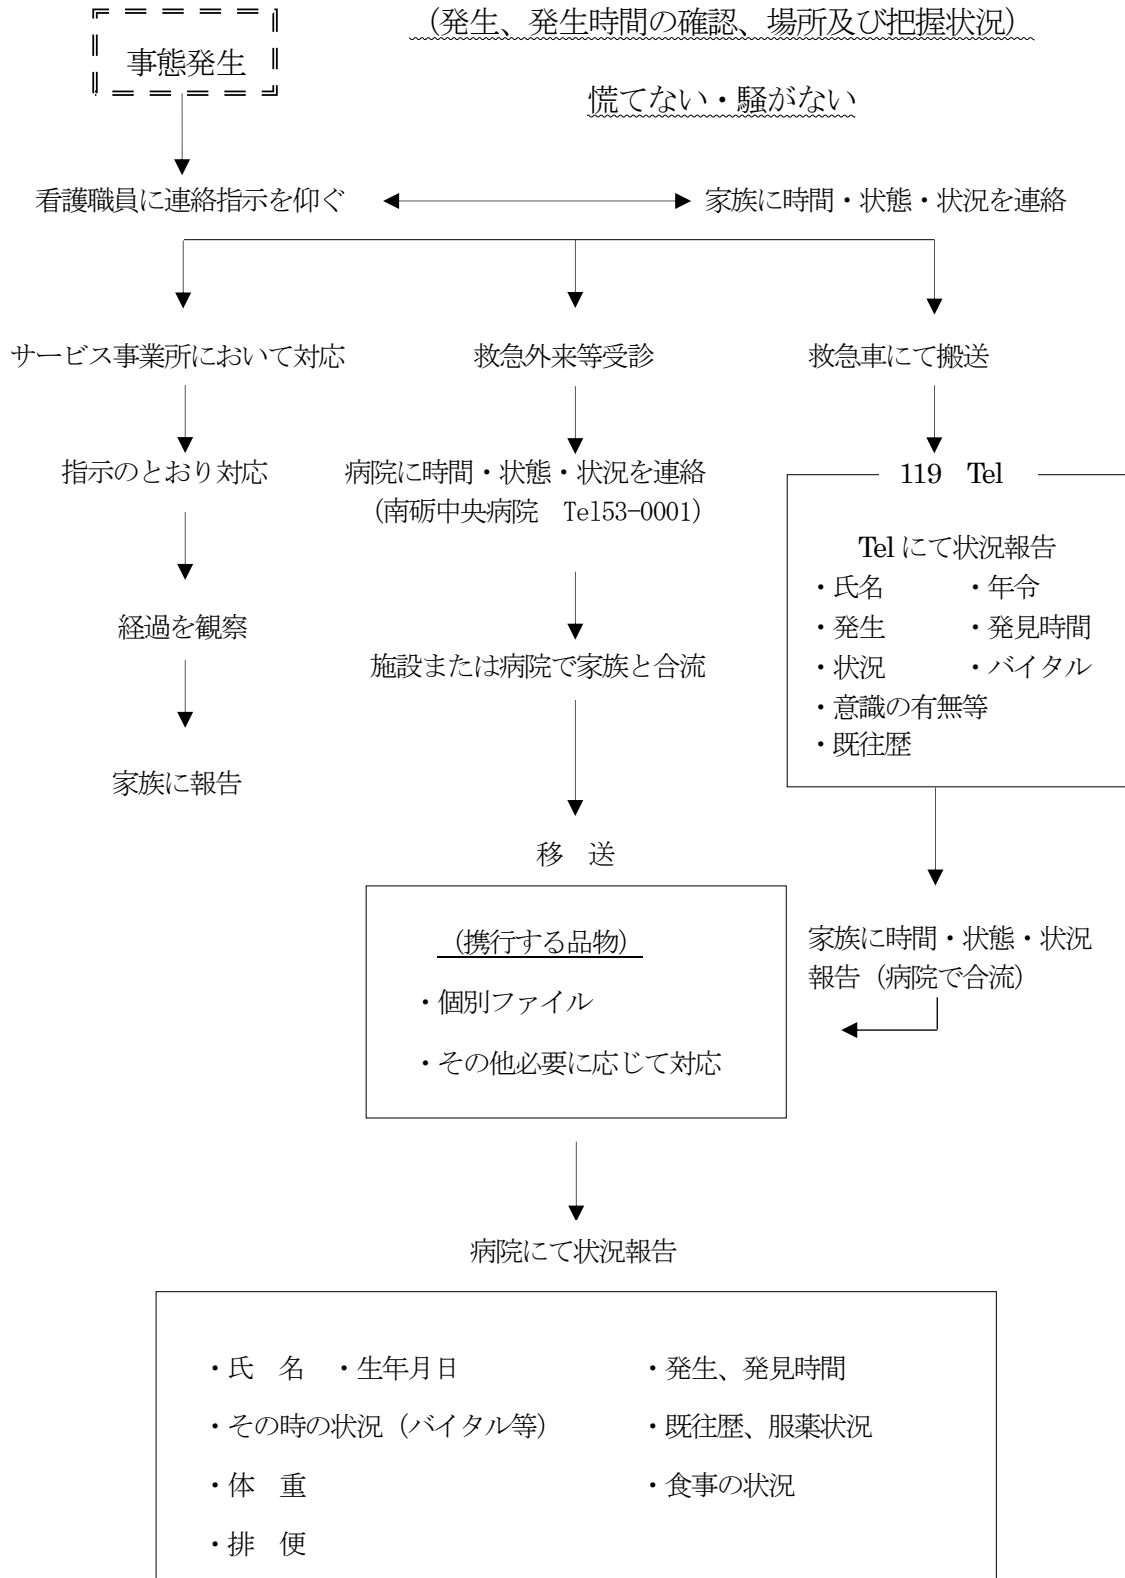 (発生、発生時間の確認、場所及び把握状況)
事態発生
慌てない・騒がない
看護職員に連絡指示を仰ぐ
家族に時間・状態・状況を連絡
サービス事業所において対応
救急外来等受診
救急車にて搬送
指示のとおり対応
病院に時間・状態・状況を連絡
(南砺中央病院　Tel53-0001)
119　Tel
Tel にて状況報告
・氏名　・年令
・発生　・発見時間
・状況　・バイタル
・意識の有無等
・既往歴
経過を観察
施設または病院で家族と合流
家族に報告
移　送
(携行する品物)
・個別ファイル
・その他必要に応じて対応
家族に時間・状態・状況
報告（病院で合流）
病院にて状況報告
・氏　名　・生年月日　・発生、発見時間
・その時の状況（バイタル等）　・既往歴、服薬状況
・体　重　・食事の状況
・排　便